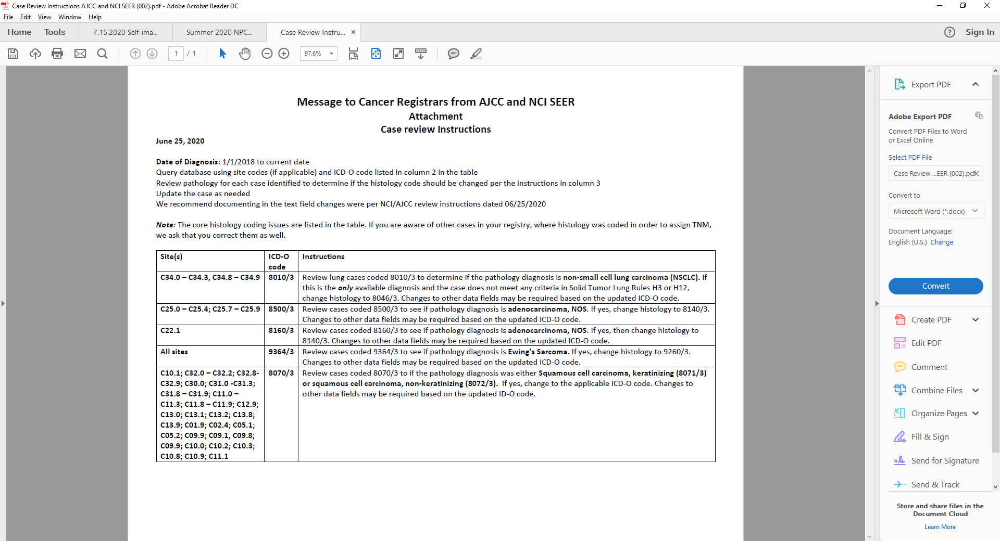 Case Review Instructions AJCC and NCI SEER (002).pdf - Adobe Acrobat Reader DC
File Edit View Window Help
Home Tools 7.15.2020 Self-ima... Summer 2020 NPC... Case Review Instru... × Sign In
1 / 1 97.6%
Message to Cancer Registrars from AJCC and NCI SEER
Attachment
Case review Instructions
June 25, 2020
Date of Diagnosis: 1/1/2018 to current date
Query database using site codes (if applicable) and ICD-O code listed in column 2 in the table
Review pathology for each case identified to determine if the histology code should be changed per the instructions in column 3
Update the case as needed
We recommend documenting in the text field changes were per NCI/AJCC review instructions dated 06/25/2020
Note: The core histology coding issues are listed in the table. If you are aware of other cases in your registry, where histology was coded in order to assign TNM,
we ask that you correct them as well.
Site(s)
ICD-O
code
Instructions
C34.0 – C34.3, C34.8 – C34.9
8010/3
Review lung cases coded 8010/3 to determine if the pathology diagnosis is non-small cell lung carcinoma (NSCLC). If
this is the only available diagnosis and the case does not meet any criteria in Solid Tumor Lung Rules H3 or H12,
change histology to 8046/3. Changes to other data fields may be required based on the updated ICD-O code.
C25.0 – C25.4; C25.7 – C25.9
8500/3
Review cases coded 8500/3 to see if pathology diagnosis is adenocarcinoma, NOS. If yes, change histology to 8140/3.
Changes to other data fields may be required based on the updated ICD-O code.
C22.1
8160/3
Review cases coded 8160/3 to see if pathology diagnosis is adenocarcinoma, NOS. If yes, then change histology to
8140/3. Changes to other data fields may be required based on the updated ICD-O code.
All sites
9364/3
Review cases coded 9364/3 to see if pathology diagnosis is Ewing's Sarcoma. If yes, change histology to 9260/3.
Changes to other data fields may be required based on the updated ICD-O code.
C10.1; C32.0 – C32.2; C32.8-
C32.9; C30.0; C31.0 -C31.3;
C31.8 – C31.9; C11.0 –
C11.3; C11.8 – C11.9; C12.9;
C13.0; C13.1; C13.2; C13.8;
C13.9; C01.9; C02.4; C05.1;
C05.2; C09.9; C09.1, C09.8;
C09.9; C10.0; C10.2; C10.3;
C10.8; C10.9; C11.1
8070/3
Review cases coded 8070/3 to if the pathology diagnosis was either Squamous cell carcinoma, keratinizing (8071/3)
or squamous cell carcinoma, non-keratinizing (8072/3). If yes, change to the applicable ICD-O code. Changes to
other data fields may be required based on the updated ID-O code.
Export PDF
Adobe Export PDF
Convert PDF Files to Word
or Excel Online
Select PDF File
Case Review ...EER (002).pdf
Convert to
Microsoft Word (*.docx)
Document Language:
English (U.S.) Change
Convert
Create PDF
Edit PDF
Comment
Combine Files
Organize Pages
Fill & Sign
Send for Signature
Send & Track
Store and share files in the
Document Cloud
Learn More